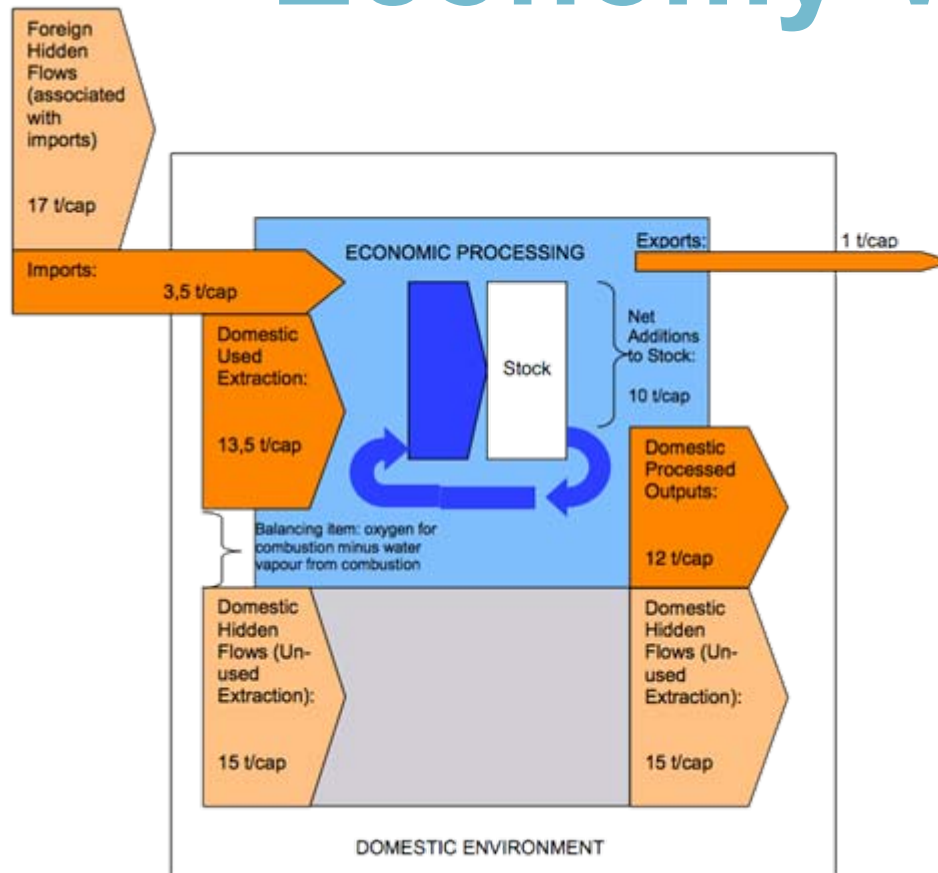 Economy
Foreign
Hidden
Flows
(associated
with
imports)
17 t/cap
Imports:
3,5 t/cap
Domestic
Used
Extraction:
13,5 t/cap
ECONOMIC PROCESSING
Stock
Exports:
1 t/cap
Net
Additions
to Stock:
10 t/cap
Domestic
Processed
Outputs:
12 t/cap
Balancing item: oxygen for
combustion minus water
vapour from combustion
Domestic
Hidden
Flows (Un-
used
Extraction):
15 t/cap
Domestic
Hidden
Flows (Un-
used
Extraction):
15 t/cap
DOMESTIC ENVIRONMENT